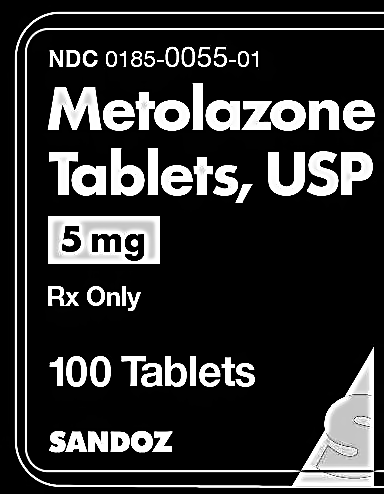 NDC 0185-0055-01
Metolazone
Tablets, USP
5 mg
Rx Only
100 Tablets
SANDOZ
S